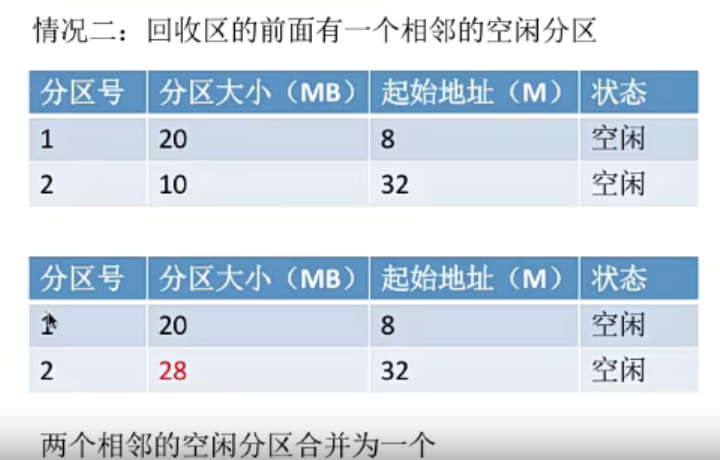 情况二：回收区的前面有一个相邻的空闲分区
分区号 分区大小（MB） 起始地址（M） 状态
1 20 8 空闲
2 10 32 空闲
分区号 分区大小（MB） 起始地址（M） 状态
1 20 8 空闲
2 28 32 空闲
两个相邻的空闲分区合并为一个